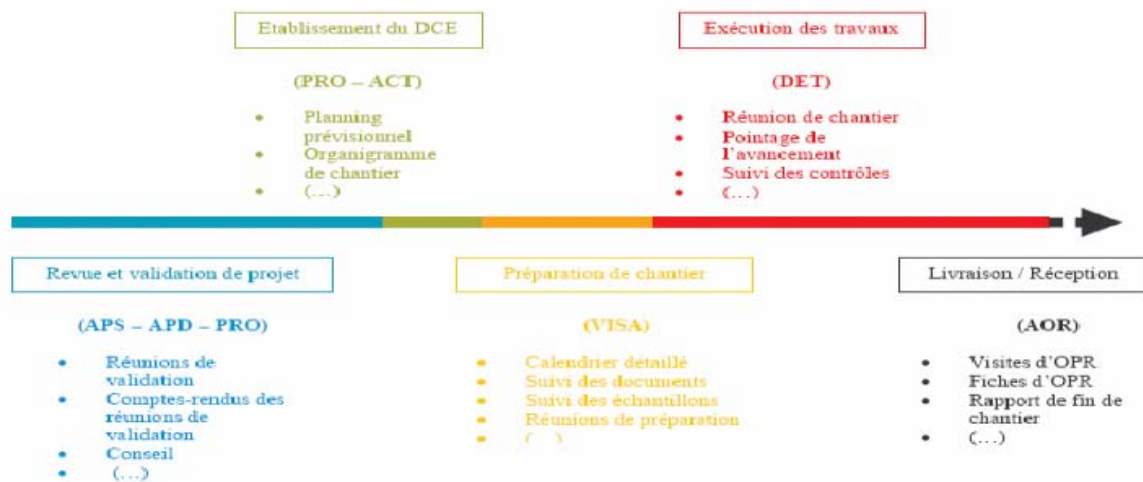 Etablissement du DCE
(PRO – ACT)
• Planning
prévisionnel
• Organigramme
de chantier
• (…)
Exécution des travaux
(DET)
• Réunion de chantier
• Pointage de
l'avancement
• Suivi des contrôles
• (…)
Revue et validation de projet
(APS – APD – PRO)
• Réunions de
validation
• Comptes-rendus des
réunions de
validation
• Conseil
• (…)
Préparation de chantier
(VISA)
• Calendrier détaillé
• Suivi des documents
• Suivi des échantillons
• Réunions de préparation
• (…)
Livraison / Réception
(AOR)
• Visites d'OPR
• Fiches d'OPR
• Rapport de fin de
chantier
• (…)